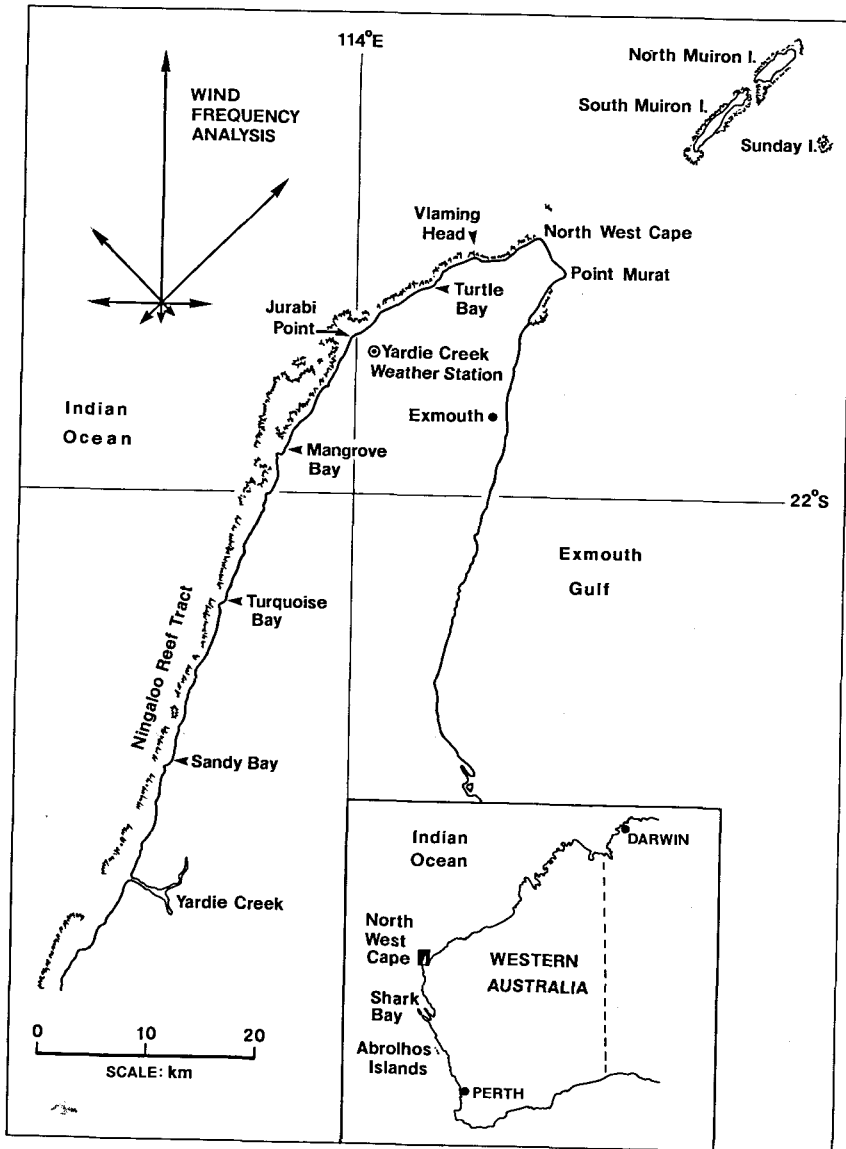 114°E
North Muiron I.
South Muiron I.
Sunday I.
WIND
FREQUENCY
ANALYSIS
Vlaming
Head
North West Cape
Point Murat
Turtle
Bay
Jurabi
Point
Yardie Creek
Weather Station
Exmouth
Indian
Ocean
Mangrove
Bay
22°S
Exmouth
Gulf
Turquoise
Bay
Ningaloo Reef Tract
Sandy Bay
Yardie Creek
0 10 20
SCALE: km
Indian
Ocean
DARWIN
North
West
Cape
WESTERN
AUSTRALIA
Shark
Bay
Abrolhos
Islands
PERTH